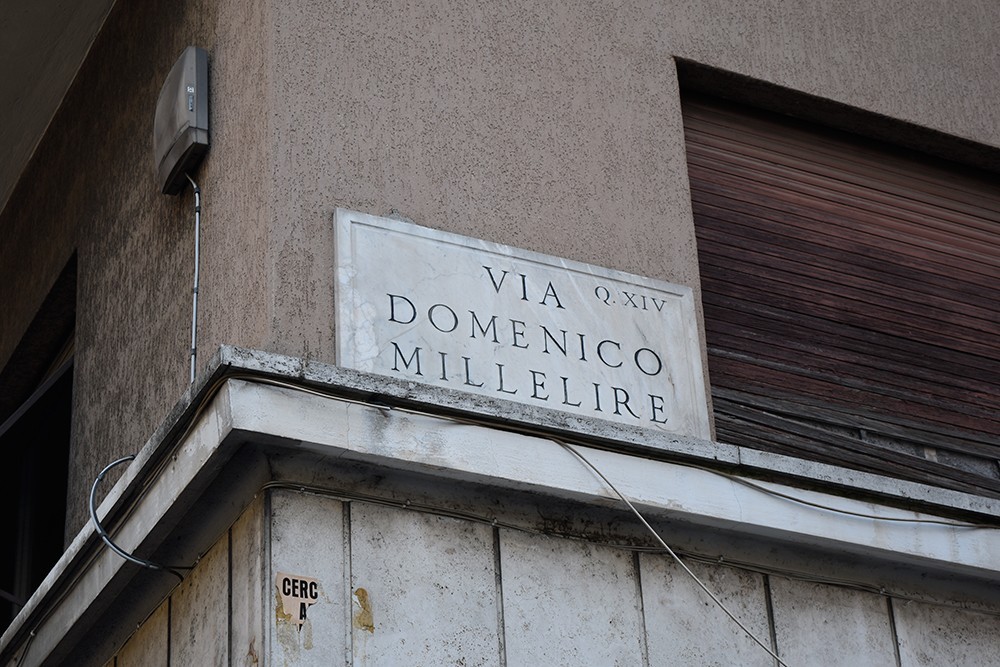 VIA Q. XIV
DOMENICO
MILLELIRE
CERC
A